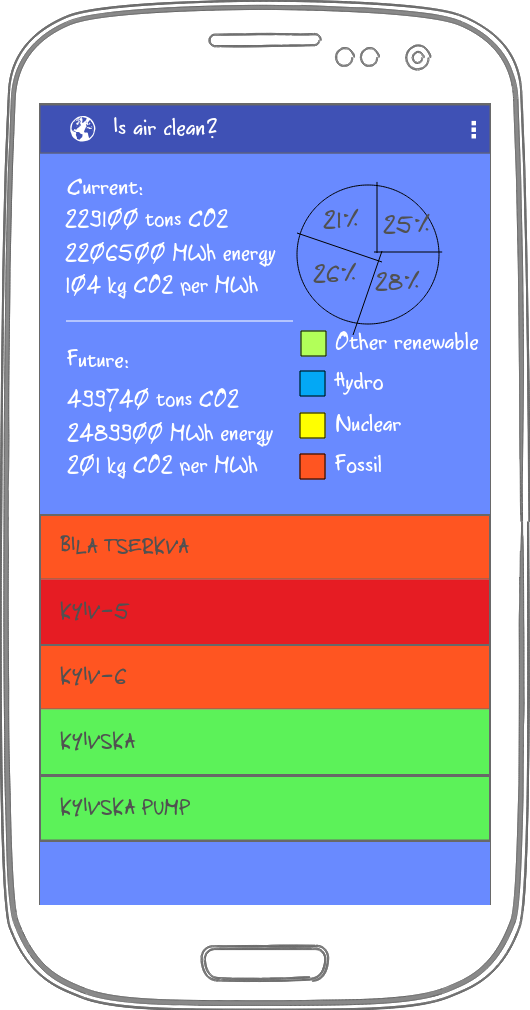 Is air clean?
Current:
229100 tons CO2
2206500 MWh energy
104 kg CO2 per MWh
21%
25%
26%
28%
Other renewable
Hydro
Nuclear
Fossil
Future:
499740 tons CO2
2489900 MWh energy
201 kg CO2 per MWh
BILA TSERKVA
KYIV-5
KYIV-6
KYIVSKA
KYIVSKA PUMP